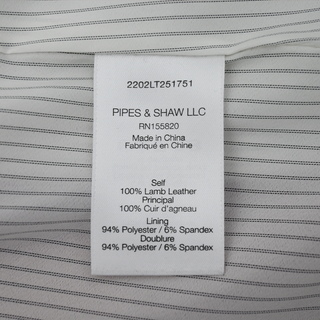 2202LT251751
PIPES & SHAW LLC
RN155820
Made in China
Fabriqué en Chine
Self
100% Lamb Leather
Principal
100% Cuir d'agneau
Lining
94% Polyester / 6% Spandex
Doublure
94% Polyester / 6% Spandex